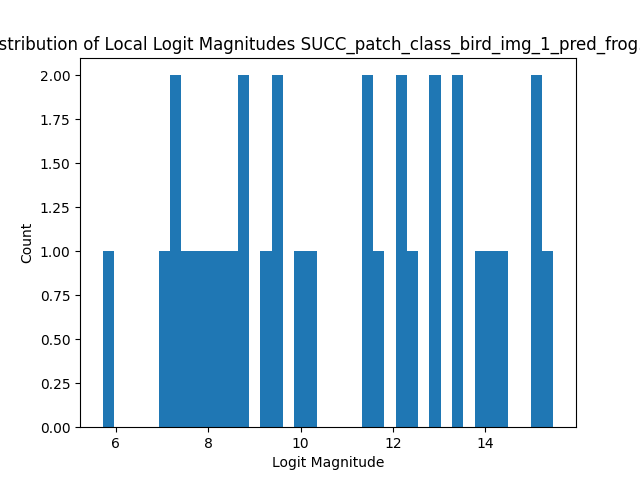 stribution of Local Logit Magnitudes SUCC_patch_class_bird_img_1_pred_frog
2.00
1.75
1.50
1.25
1.00
0.75
0.50
0.25
0.00
Count
6 8 10 12 14
Logit Magnitude